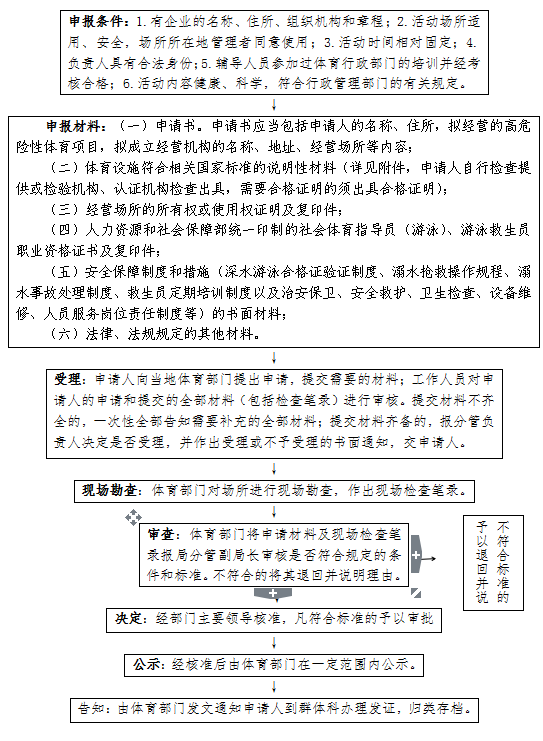 申报条件：1.有企业的名称、住所、组织机构和章程；2.活动场所适
用、安全，场所所在地管理者同意使用；3.活动时间相对固定；4.
负责人具有合法身份；5.辅导人员参加过体育行政部门的培训并经考
核合格；6.活动内容健康、科学，符合行政管理部门的有关规定。
申报材料：（一）申请书。申请书应当包括申请人的名称、住所，拟经营的高危
险性体育项目，拟成立经营机构的名称、地址、经营场所等内容；
（二）体育设施符合相关国家标准的说明性材料（详见附件，申请人自行检查提
供或检验机构、认证机构检查出具，需要合格证明的须出具合格证明）；
（三）经营场所的所有权或使用权证明及复印件；
（四）人力资源和社会保障部统一印制的社会体育指导员（游泳）、游泳救生员
职业资格证书及复印件；
（五）安全保障制度和措施（深水游泳合格证验证制度、溺水抢救操作规程、溺
水事故处理制度、救生员定期培训制度以及治安保卫、安全救护、卫生检查、设备维
修、人员服务岗位责任制度等）的书面材料；
（六）法律、法规规定的其他材料。
受理：申请人向当地体育部门提出申请，提交需要的材料；工作人员对申
请人的申请和提交的全部材料（包括检查笔录）进行审核。提交材料不齐
全的，一次性全部告知需要补充的全部材料；提交材料齐备的，报分管负
责人决定是否受理，并作出受理或不予受理的书面通知，交申请人。
现场勘查：体育部门对场所进行现场勘查，作出现场检查笔录。
审查：体育部门将申请材料及现场检查笔
录报局分管副局长审核是否符合规定的条
件和标准。不符合的将其退回并说明理由。
不符合标准的
予以退回并说
决定：经部门主要领导核准，凡符合标准的予以审批
公示：经核准后由体育部门在一定范围内公示。
告知：由体育部门发文通知申请人到群体科办理发证，归类存档。